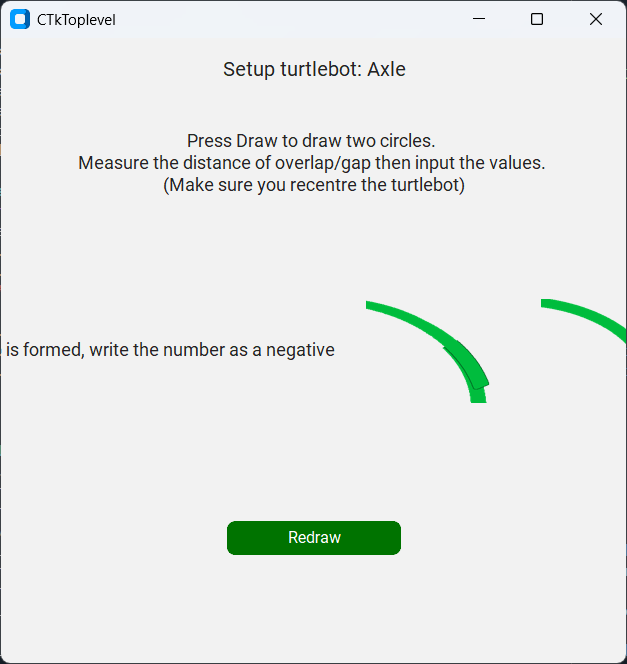 CTkToplevel
Setup turtlebot: Axle
Press Draw to draw two circles.
Measure the distance of overlap/gap then input the values.
(Make sure you recentre the turtlebot)
is formed, write the number as a negative
Redraw